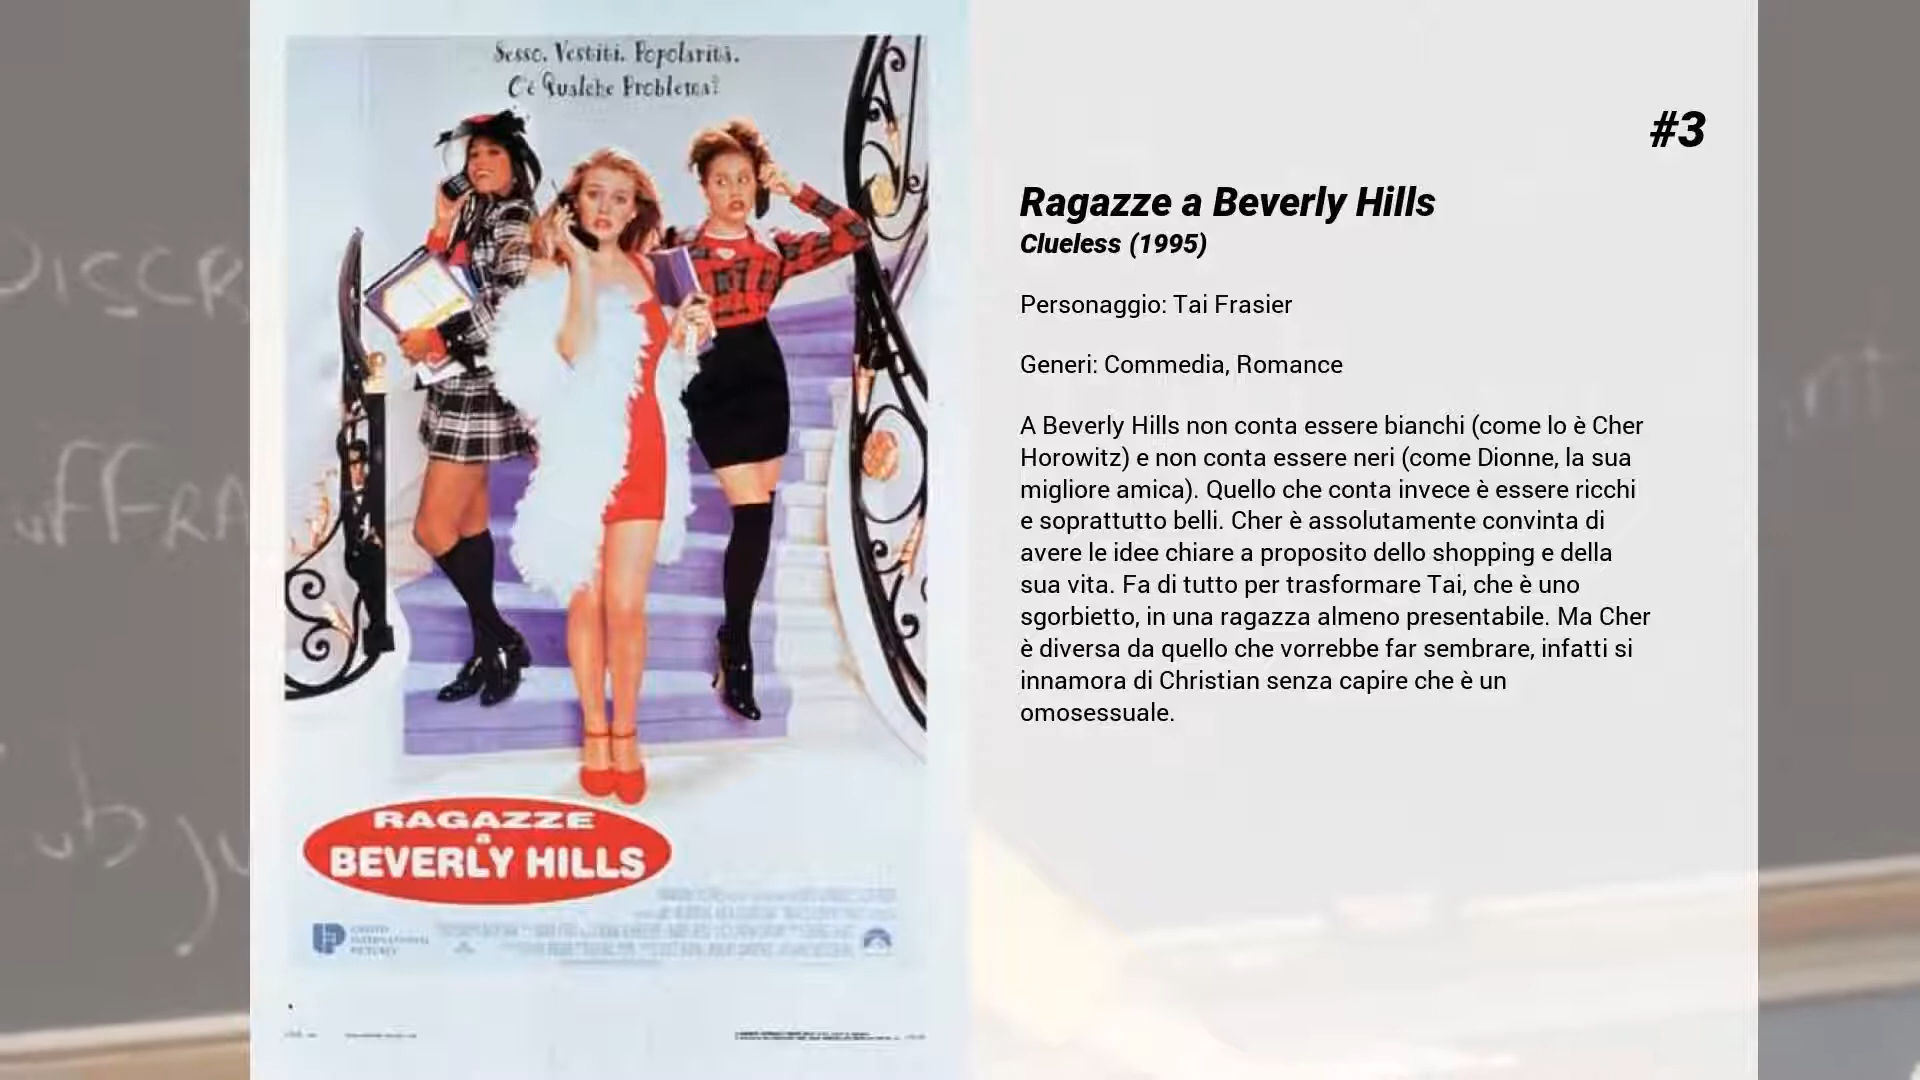 Sesso. Vestiti. Popolarità.
C'è Qualche Problema?
#3
Ragazze a Beverly Hills
Clueless (1995)
Personaggio: Tai Frasier
Generi: Commedia, Romance
A Beverly Hills non conta essere bianchi (come lo è Cher
Horowitz) e non conta essere neri (come Dionne, la sua
migliore amica). Quello che conta invece è essere ricchi
e soprattutto belli. Cher è assolutamente convinta di
avere le idee chiare a proposito dello shopping e della
sua vita. Fa di tutto per trasformare Tai, che è uno
sgorbietto, in una ragazza almeno presentabile. Ma Cher
è diversa da quello che vorrebbe far sembrare, infatti si
innamora di Christian senza capire che è un
omosessuale.
RAGAZZE
a
BEVERLY HILLS
INTERNATIONAL
PICTURES